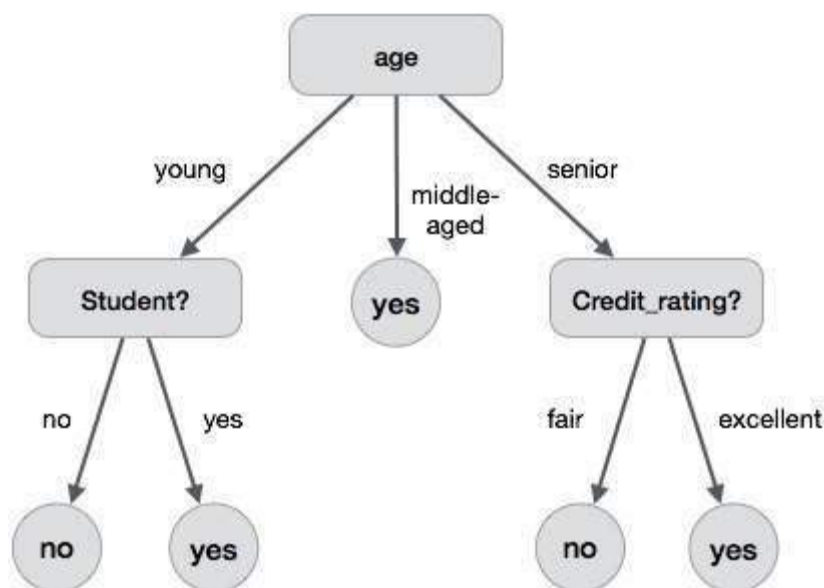 age
young
middle-
aged
senior
Student?
yes
Credit_rating?
no
yes
fair
excellent
no
yes
no
yes